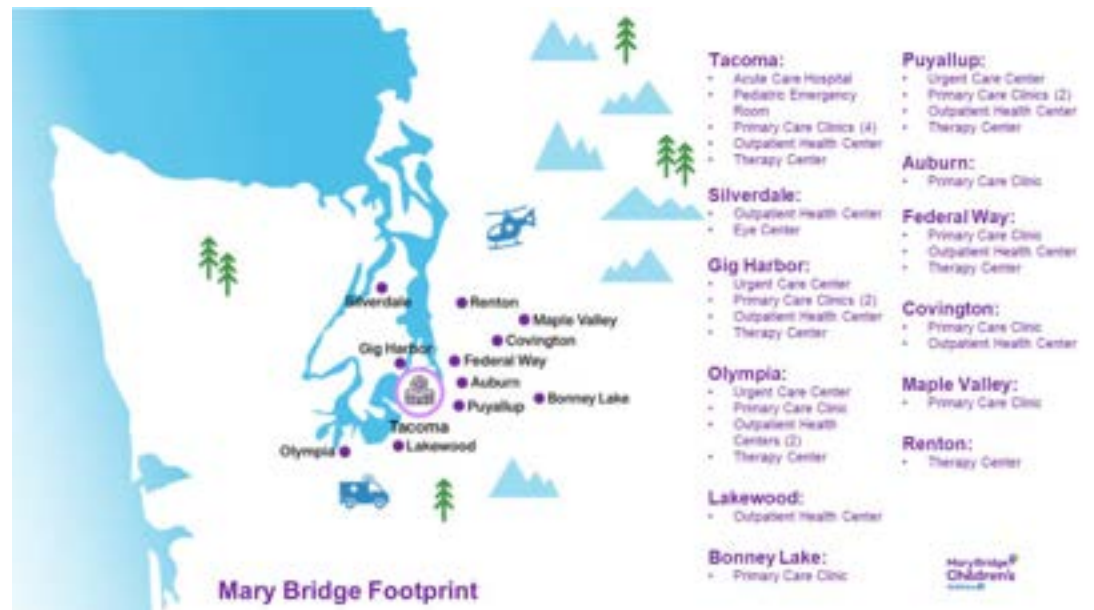 Silverdale
Renton
Maple Valley
Covington
Gig Harbor
Federal Way
Auburn
Bonney Lake
Puyallup
Tacoma
Lakewood
Olympia
Mary Bridge Footprint
Tacoma:
• Acute Care Hospital
• Pediatric Emergency
Room
• Primary Care Clinics (4)
• Outpatient Health Center
• Therapy Center
Silverdale:
• Outpatient Health Center
• Eye Center
Gig Harbor:
• Urgent Care Center
• Primary Care Clinics (2)
• Outpatient Health Center
• Therapy Center
Olympia:
• Urgent Care Center
• Primary Care Clinic
• Outpatient Health
Centers (2)
• Therapy Center
Lakewood:
• Outpatient Health Center
Bonney Lake:
• Primary Care Clinic
Puyallup:
• Urgent Care Center
• Primary Care Clinics (2)
• Outpatient Health Center
• Therapy Center
Auburn:
• Primary Care Clinic
Federal Way:
• Primary Care Clinic
• Outpatient Health Center
• Therapy Center
Covington:
• Primary Care Clinic
• Outpatient Health Center
Maple Valley:
• Primary Care Clinic
Renton:
• Therapy Center
Mary Bridge
Children's